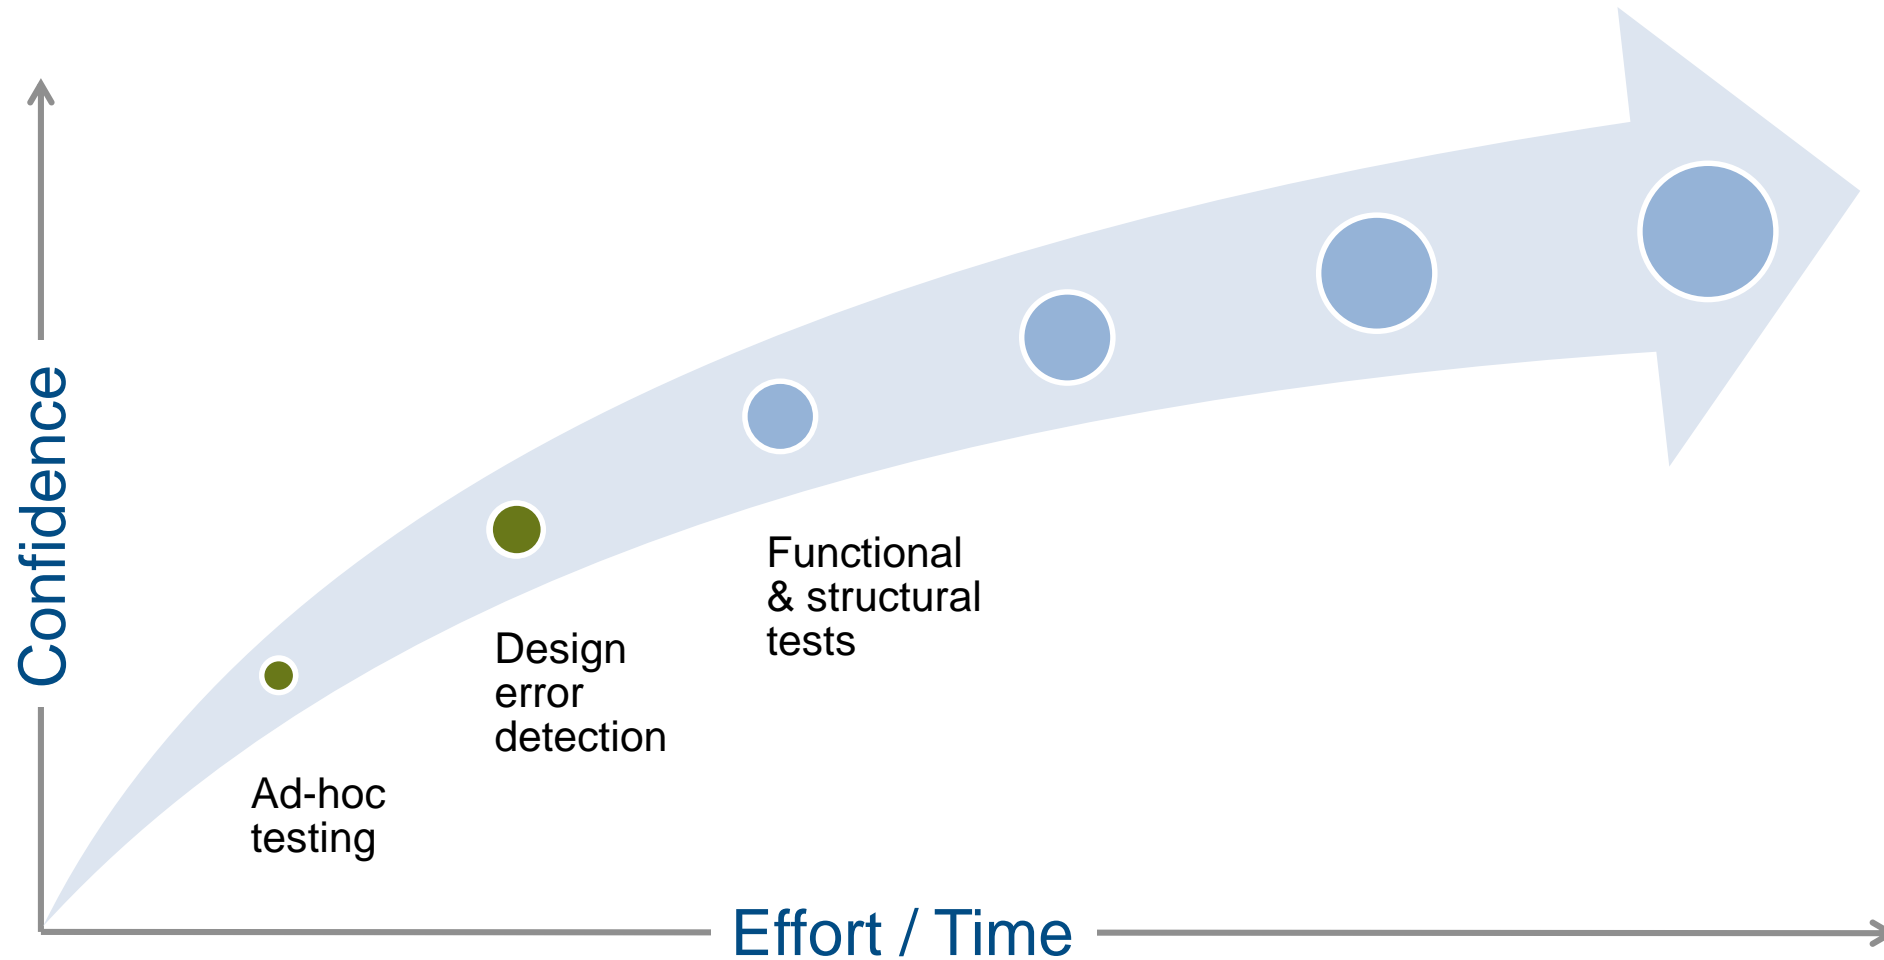 Confidence
Functional
& structural
tests
Design
error
detection
Ad-hoc
testing
Effort / Time